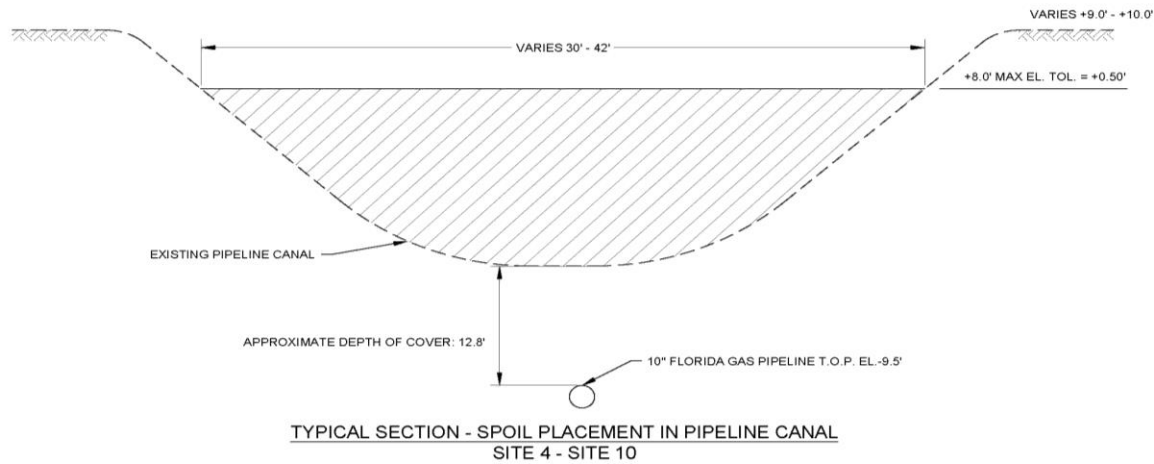 VARIES +9.0' - +10.0'
VARIES 30' - 42'
+8.0' MAX EL. TOL. = +0.50'
EXISTING PIPELINE CANAL
APPROXIMATE DEPTH OF COVER: 12.8'
10" FLORIDA GAS PIPELINE T.O.P. EL.-9.5'
TYPICAL SECTION - SPOIL PLACEMENT IN PIPELINE CANAL
SITE 4 - SITE 10